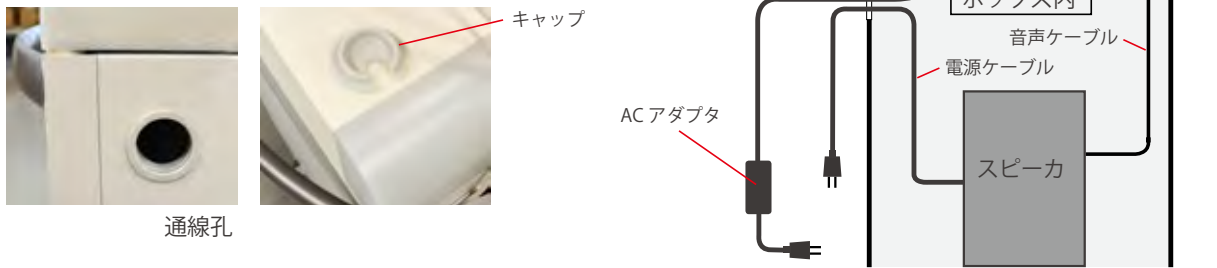 キャップ
通線孔
ボックス内
音声ケーブル
電源ケーブル
AC アダプタ
スピーカ